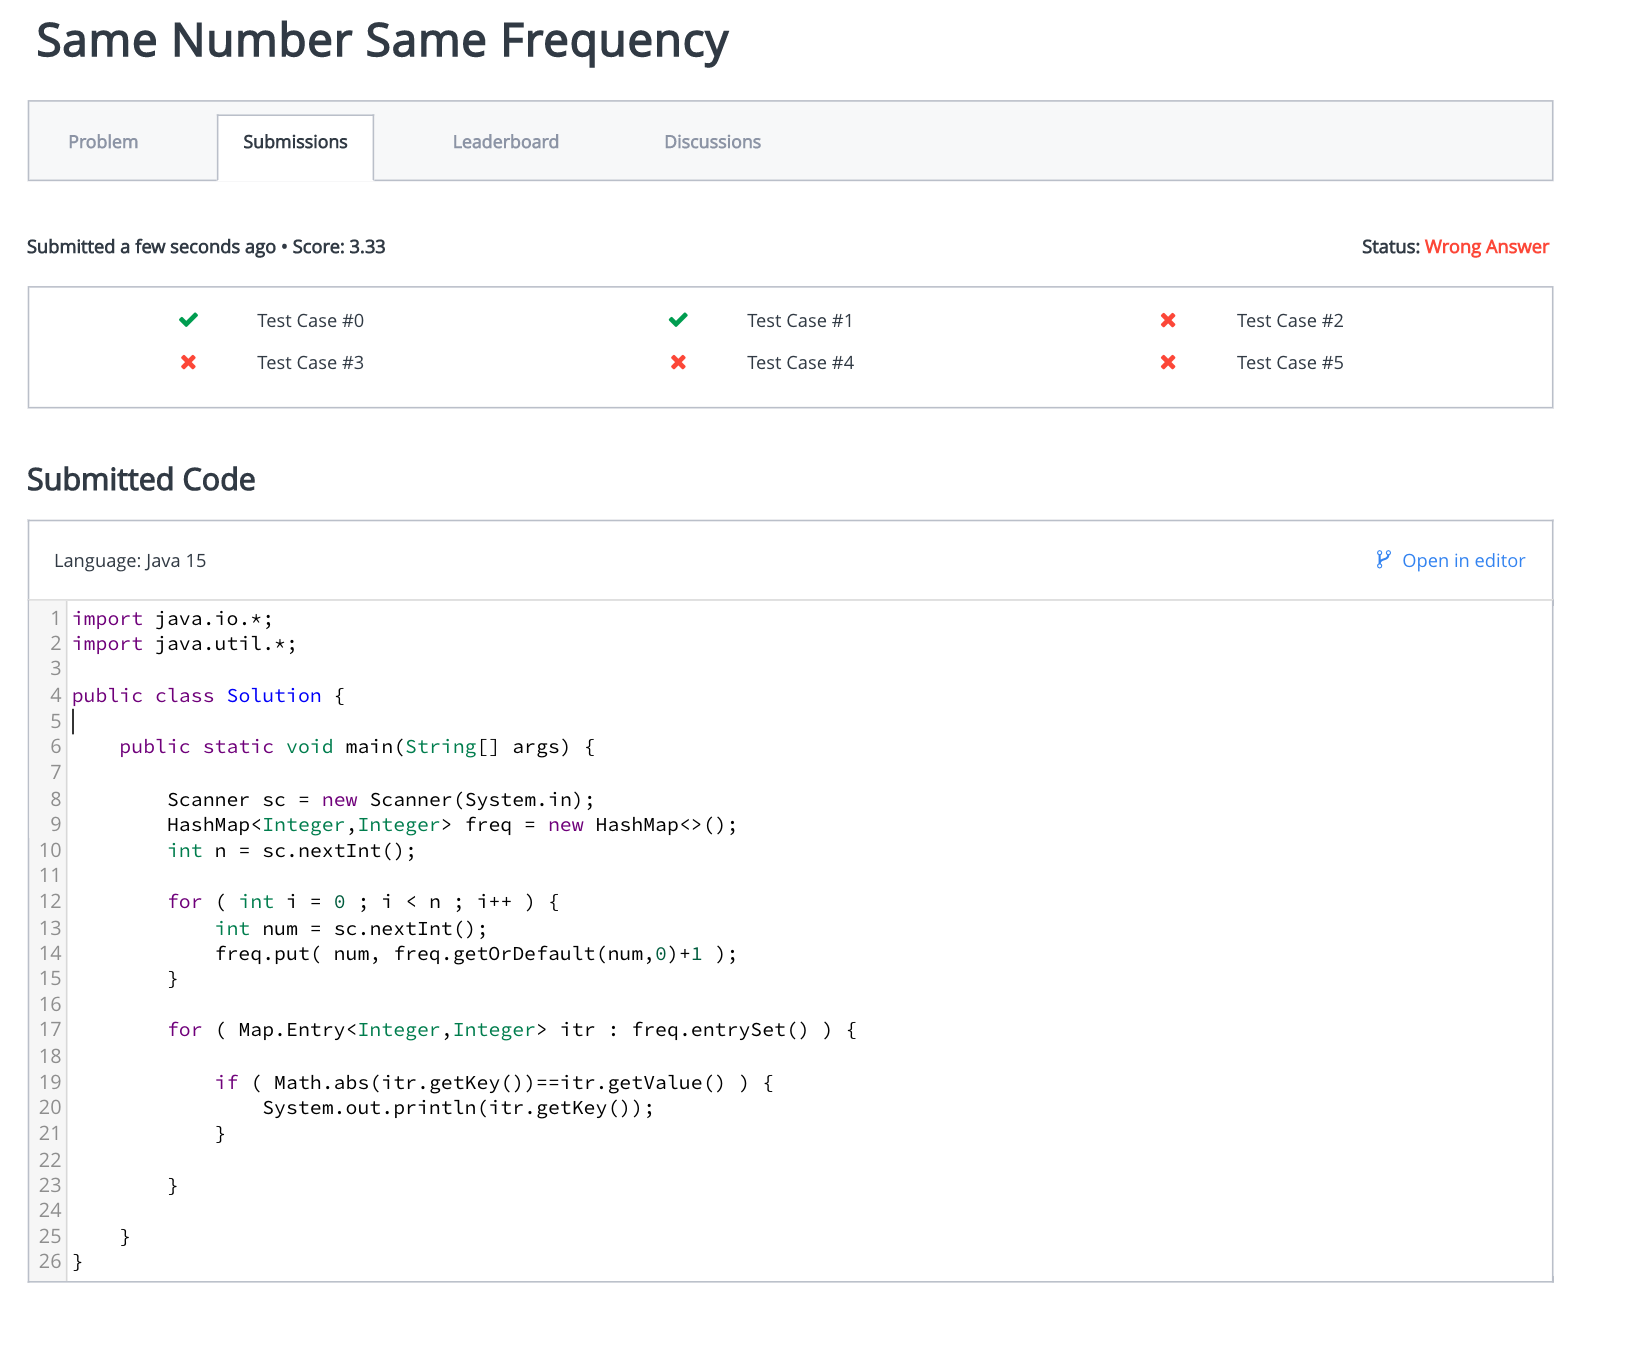 Same Number Same Frequency
Problem Submissions Leaderboard Discussions
Submitted a few seconds ago • Score: 3.33 Status: Wrong Answer
Test Case #0 Test Case #1 Test Case #2
Test Case #3 Test Case #4 Test Case #5
Submitted Code
Language: Java 15 Open in editor
1 import java.io.*;
2 import java.util.*;
3
4 public class Solution {
5
6     public static void main(String[] args) {
7
8         Scanner sc = new Scanner(System.in);
9         HashMap<Integer,Integer> freq = new HashMap<>();
10         int n = sc.nextInt();
11
12         for ( int i = 0 ; i < n ; i++ ) {
13             int num = sc.nextInt();
14             freq.put( num, freq.getOrDefault(num,0)+1 );
15         }
16
17         for ( Map.Entry<Integer,Integer> itr : freq.entrySet() ) {
18
19             if ( Math.abs(itr.getKey())==itr.getValue() ) {
20                 System.out.println(itr.getKey());
21             }
22
23         }
24
25     }
26 }